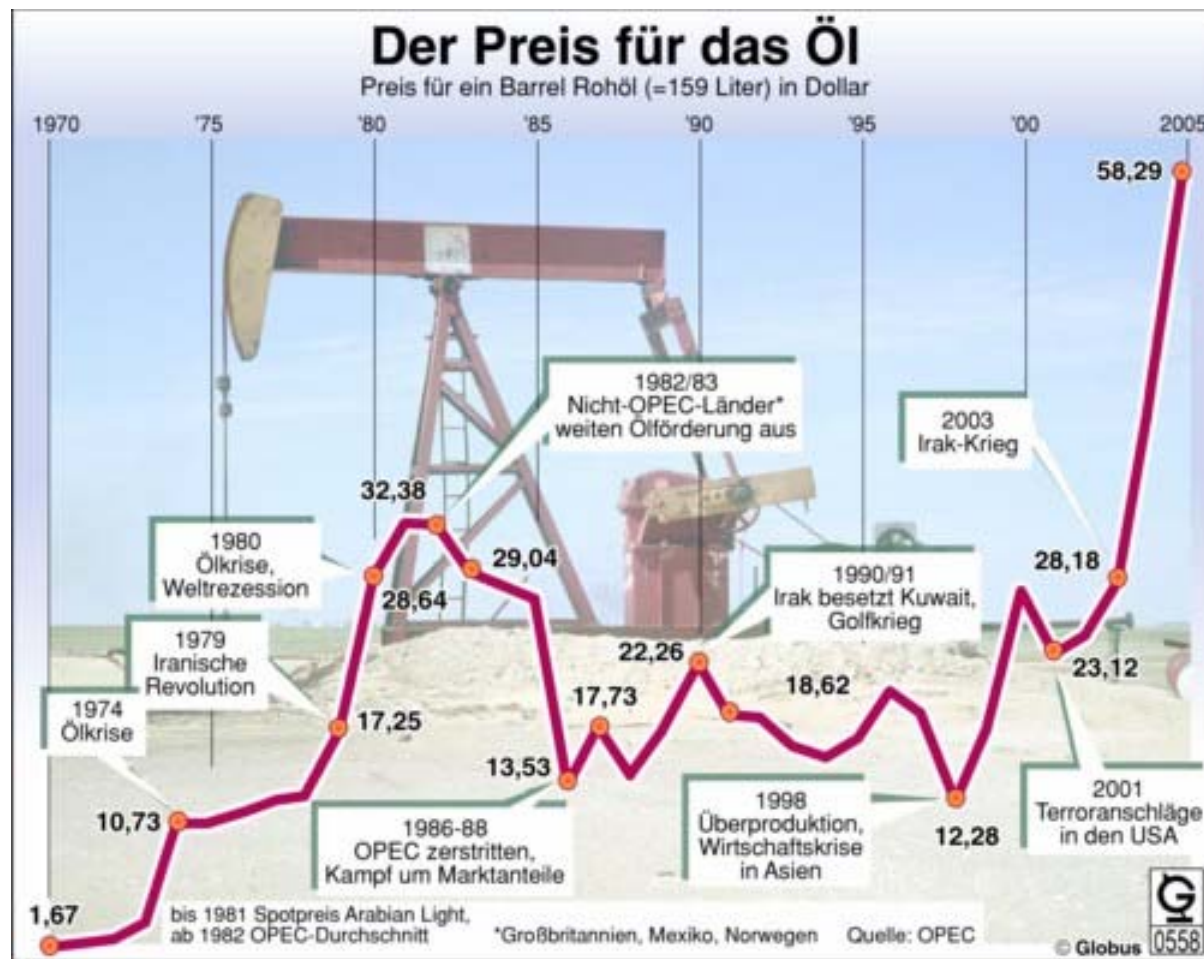 Der Preis für das Öl
Preis für ein Barrel Rohöl (=159 Liter) in Dollar
1970 '75 '80 '85 '90 '95 '00 2005
58,29
1982/83
Nicht-OPEC-Länder*
weiten Ölförderung aus
2003
Irak-Krieg
32,38
1980
Ölkrise,
Weltrezession
29,04
28,64
1990/91
Irak besetzt Kuwait,
Golfkrieg
28,18
1979
Iranische
Revolution
22,26
23,12
1974
Ölkrise
17,25
17,73
18,62
13,53
10,73
1986-88
OPEC zerstritten,
Kampf um Marktanteile
1998
Überproduktion,
Wirtschaftskrise
in Asien
12,28
2001
Terroranschläge
in den USA
1,67
bis 1981 Spotpreis Arabian Light,
ab 1982 OPEC-Durchschnitt
*Großbritannien, Mexiko, Norwegen
Quelle: OPEC
© Globus
G
0558